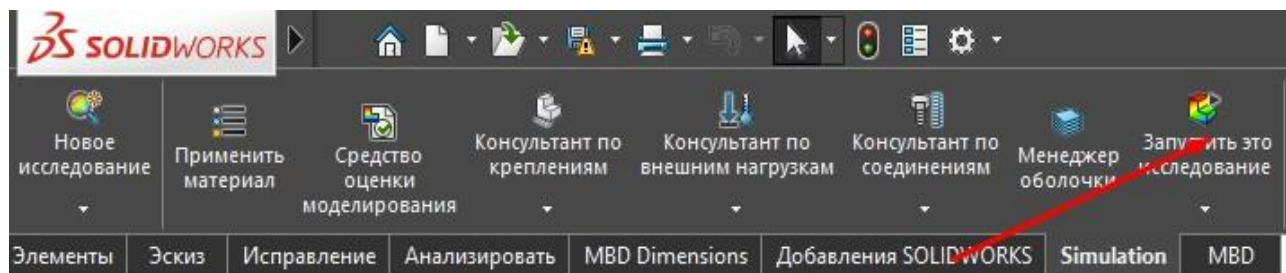 SOLIDWORKS
Новое
исследование
Применить
материал
Средство
оценки
моделирования
Консультант по
креплениям
Консультант по
внешним нагрузкам
Консультант по
соединениям
Менеджер
оболочки
Запустить это
исследование
Элементы Эскиз Исправление Анализировать MBD Dimensions Добавления SOLIDWORKS Simulation MBD